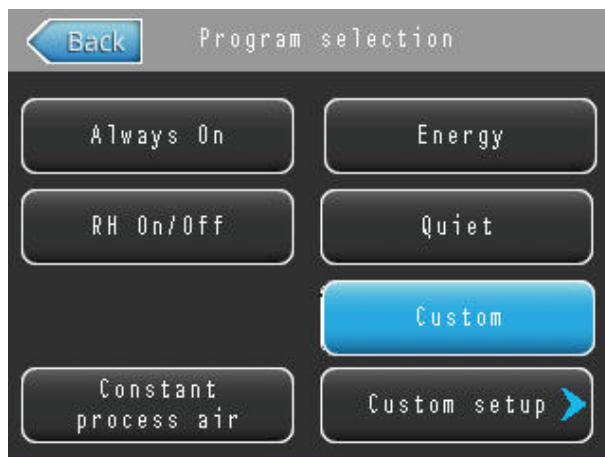 Back Program selection
Always On Energy
RH On/Off Quiet
Custom
Constant
process air
Custom setup